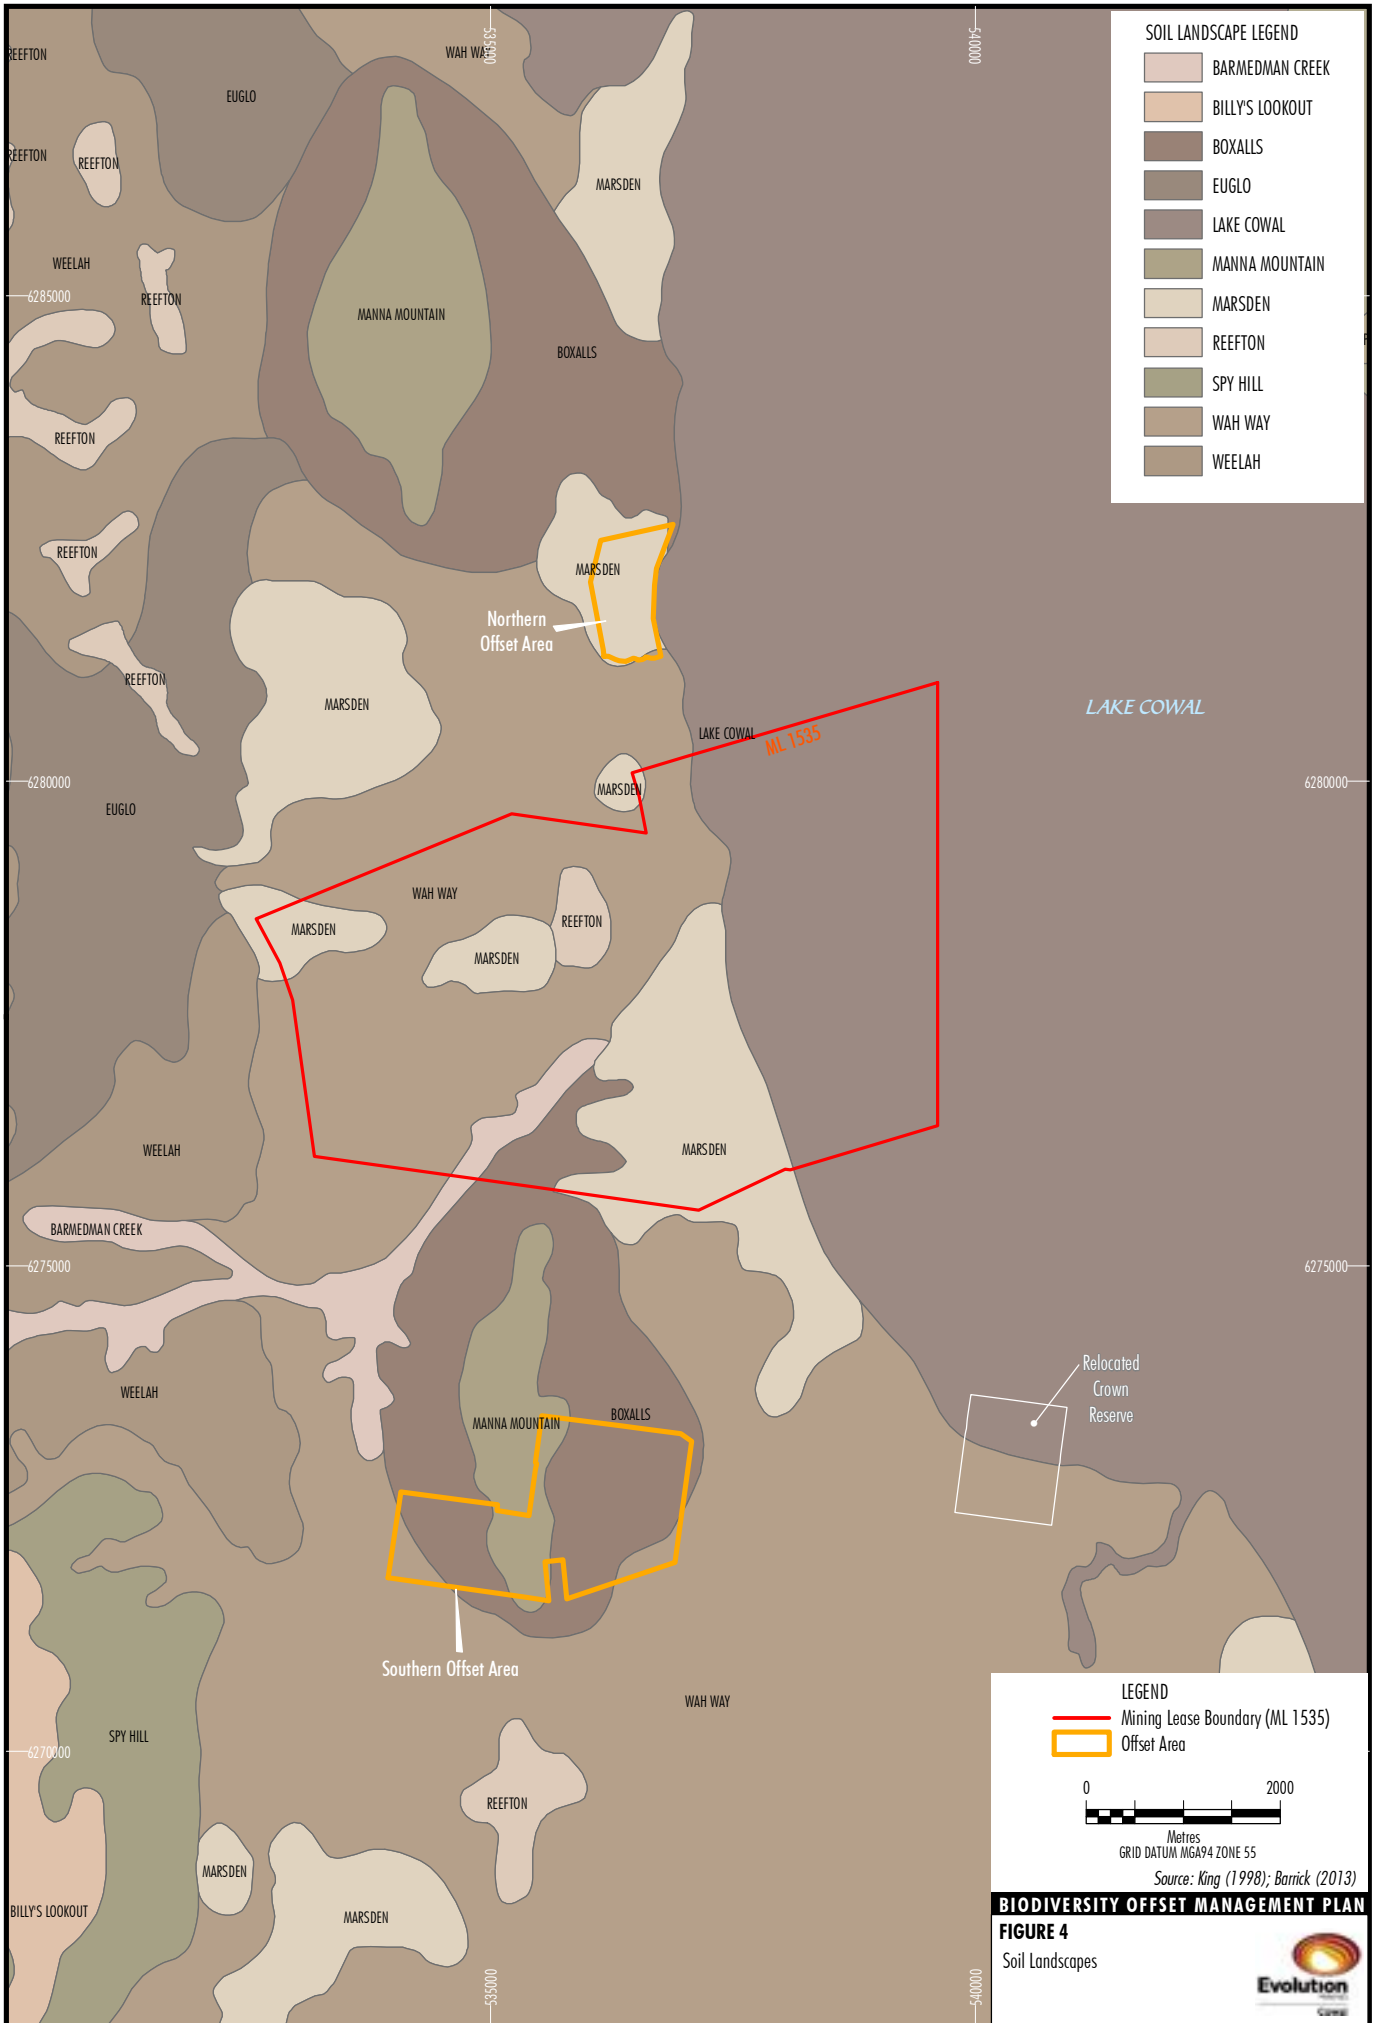 SOIL LANDSCAPE LEGEND
BARMEDMAN CREEK
BILLY'S LOOKOUT
BOXALLS
EUGLO
LAKE COWAL
MANNA MOUNTAIN
MARSDEN
REEFTON
SPY HILL
WAH WAY
WEELAH
535000
540000
REEFTON
WAH WAY
EUGLO
REEFTON
REEFTON
MARSDEN
WEELAH
6285000
REEFTON
MANNA MOUNTAIN
BOXALLS
REEFTON
REEFTON
MARSDEN
Northern
Offset Area
REEFTON
MARSDEN
LAKE COWAL
LAKE COWAL
ML 1535
6280000
6280000
MARSDEN
EUGLO
WAH WAY
MARSDEN
REEFTON
MARSDEN
WEELAH
MARSDEN
BARMEDMAN CREEK
6275000
6275000
WEELAH
Relocated
Crown
Reserve
MANNA MOUNTAIN
BOXALLS
Southern Offset Area
WAH WAY
SPY HILL
6270000
REEFTON
MARSDEN
BILLY'S LOOKOUT
MARSDEN
535000
540000
LEGEND
Mining Lease Boundary (ML 1535)
Offset Area
0 2000
Metres
GRID DATUM MGA94 ZONE 55
Source: King (1998); Barrick (2013)
BIODIVERSITY OFFSET MANAGEMENT PLAN
FIGURE 4
Soil Landscapes
Evolution